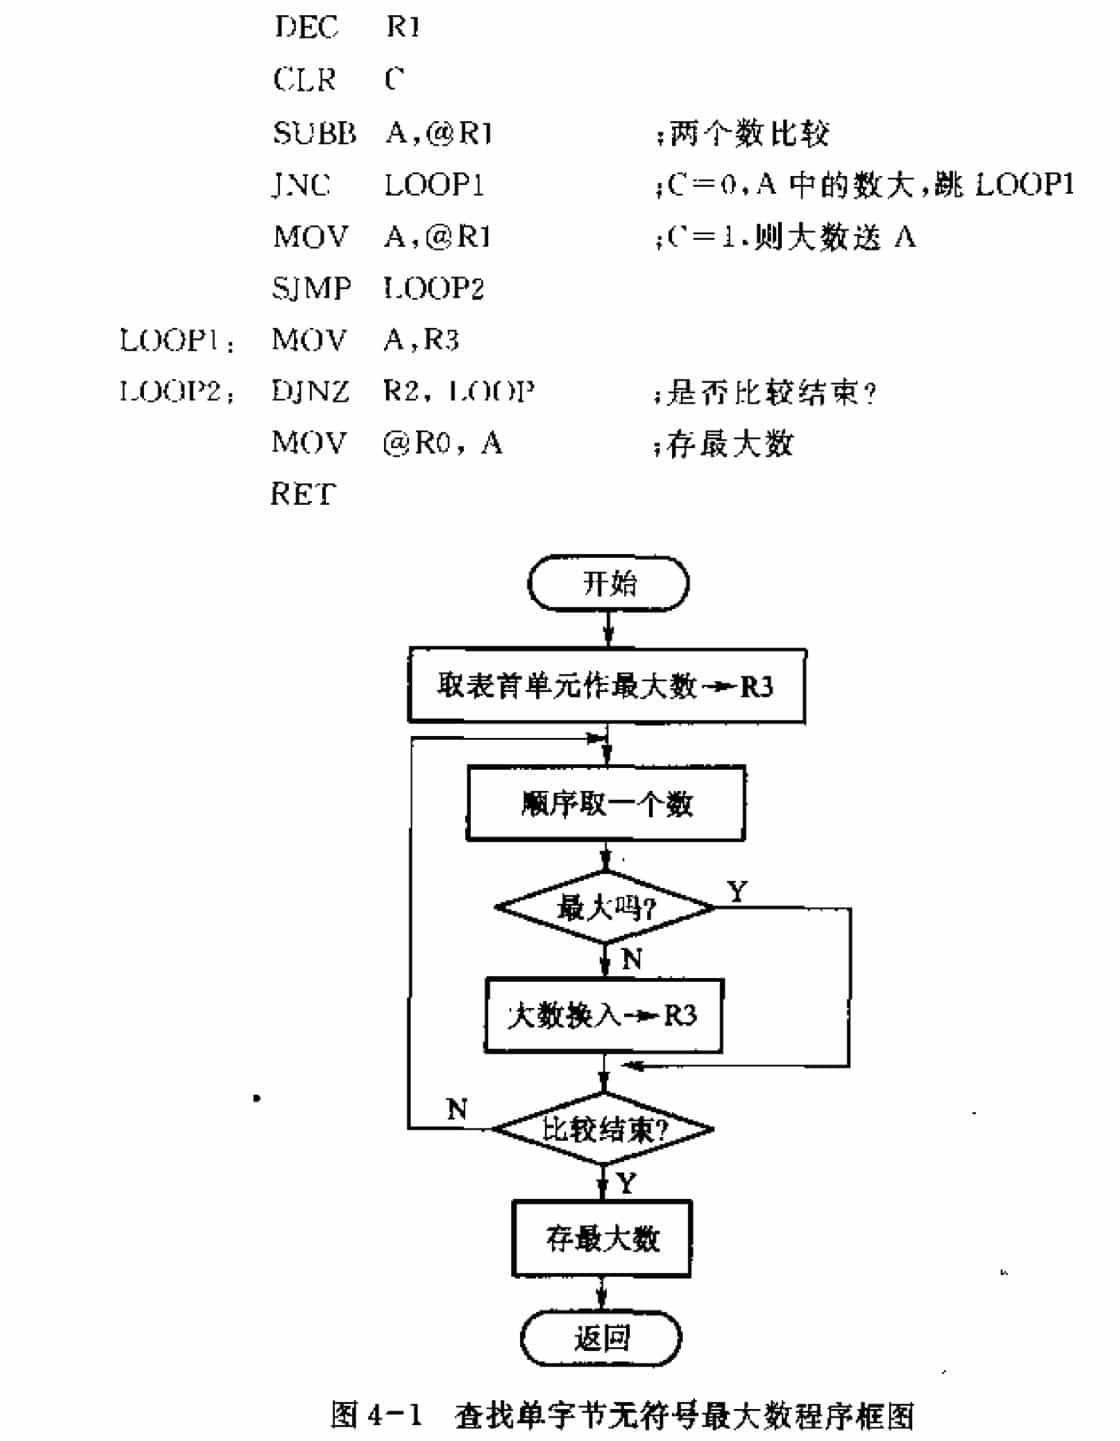 DEC R1
CLR C
SUBB A,@R1 ;两个数比较
JNC LOOP1 ;C=0,A 中的数大,跳 LOOP1
MOV A,@R1 ;C=1.则大数送 A
SJMP LOOP2
LOOP1: MOV A,R3
LOOP2: DJNZ R2, LOOP ;是否比较结束?
MOV @R0, A ;存最大数
RET
开始
取表首单元作最大数→R3
顺序取一个数
最大吗?
Y
N
大数换入→R3
比较结束?
N
Y
存最大数
返回
图 4-1 查找单字节无符号最大数程序框图